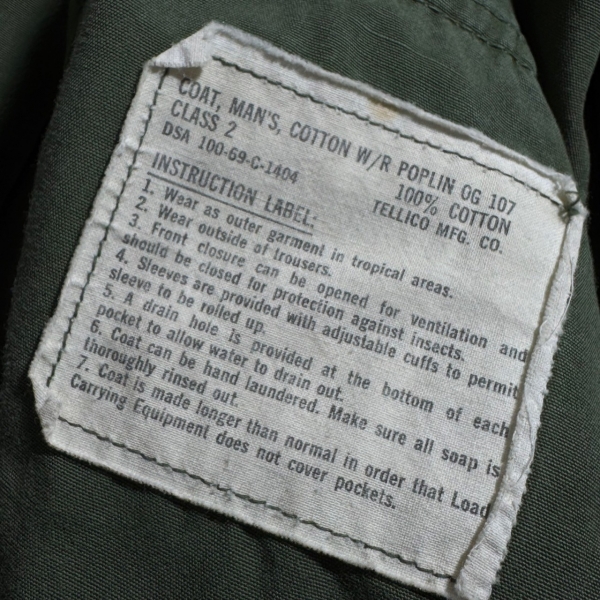 COAT, MAN'S, COTTON W/R POPLIN OG 107
CLASS 2 100% COTTON
DSA 100-69-C-1404 TELLICO MFG. CO.
INSTRUCTION LABEL:
1. Wear as outer garment in tropical areas.
2. Wear outside of trousers.
3. Front closure can be opened for ventilation and
should be closed for protection against insects.
4. Sleeves are provided with adjustable cuffs to permit
sleeve to be rolled up.
5. A drain hole is provided at the bottom of each
pocket to allow water to drain out.
6. Coat can be hand laundered. Make sure all soap is
thoroughly rinsed out.
7. Coat is made longer than normal in order that Load
Carrying Equipment does not cover pockets.